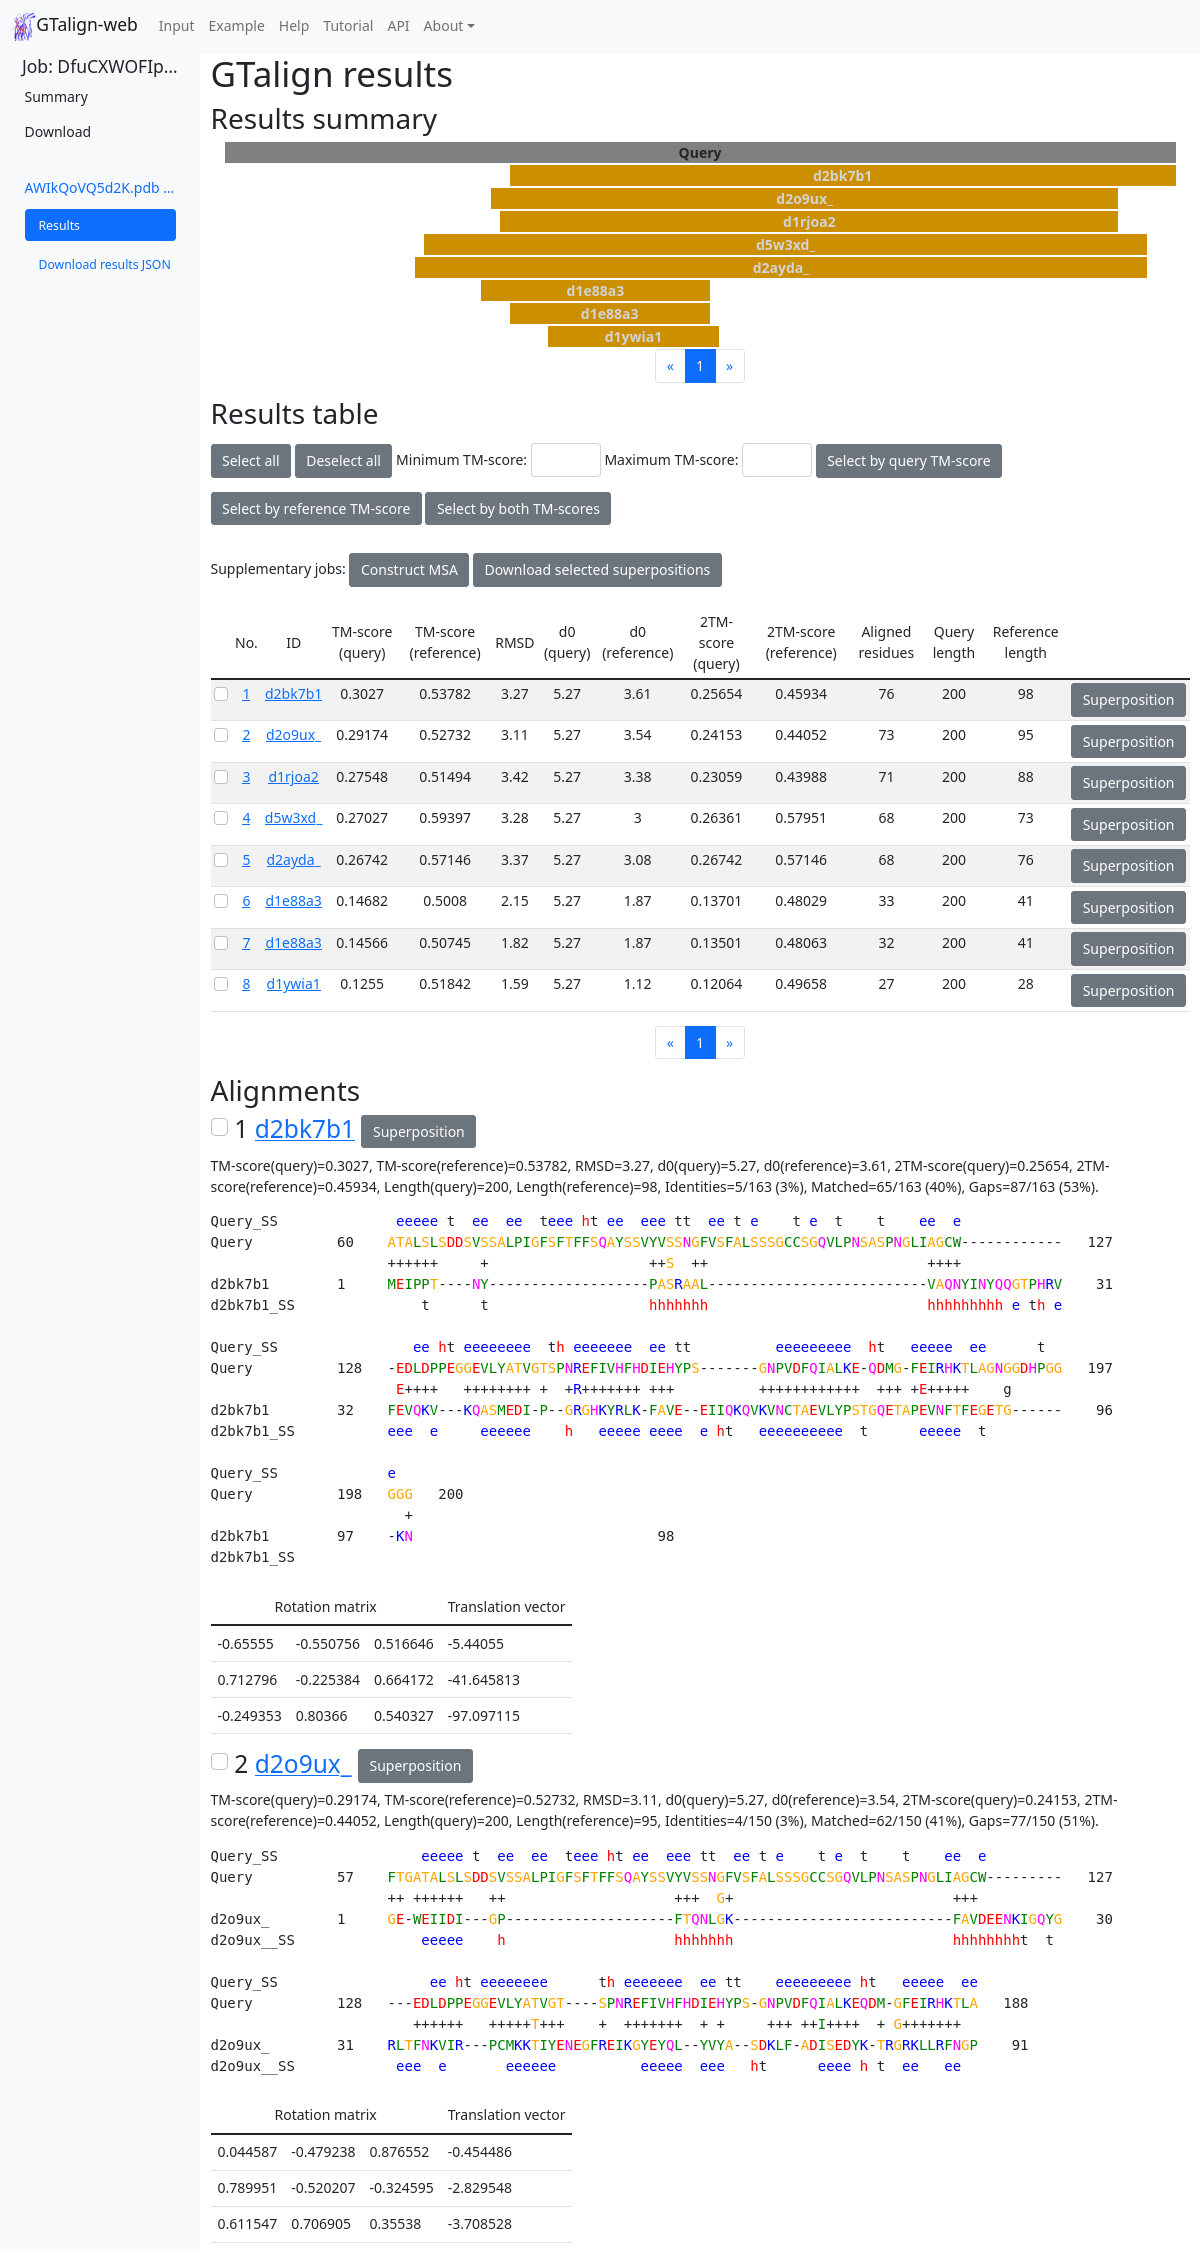 GTalign-web Input Example Help Tutorial API About
Job: DfuCXWOFIp...
Summary
Download
AWIkQoVQ5d2K.pdb ...
Results
Download results JSON
GTalign results
Results summary
Query
d2bk7b1
d2o9ux_
d1rjoa2
d5w3xd_
d2ayda_
d1e88a3
d1e88a3
d1ywia1
« 1 »
Results table
Select all Deselect all Minimum TM-score: Maximum TM-score: Select by query TM-score
Select by reference TM-score Select by both TM-scores
Supplementary jobs: Construct MSA Download selected superpositions
No. ID TM-score (query) TM-score (reference) RMSD d0 (query) d0 (reference) 2TM-score (query) 2TM-score (reference) Aligned residues Query length Reference length
1 d2bk7b1 0.3027 0.53782 3.27 5.27 3.61 0.25654 0.45934 76 200 98 Superposition
2 d2o9ux_ 0.29174 0.52732 3.11 5.27 3.54 0.24153 0.44052 73 200 95 Superposition
3 d1rjoa2 0.27548 0.51494 3.42 5.27 3.38 0.23059 0.43988 71 200 88 Superposition
4 d5w3xd_ 0.27027 0.59397 3.28 5.27 3 0.26361 0.57951 68 200 73 Superposition
5 d2ayda_ 0.26742 0.57146 3.37 5.27 3.08 0.26742 0.57146 68 200 76 Superposition
6 d1e88a3 0.14682 0.5008 2.15 5.27 1.87 0.13701 0.48029 33 200 41 Superposition
7 d1e88a3 0.14566 0.50745 1.82 5.27 1.87 0.13501 0.48063 32 200 41 Superposition
8 d1ywia1 0.1255 0.51842 1.59 5.27 1.12 0.12064 0.49658 27 200 28 Superposition
« 1 »
Alignments
1 d2bk7b1 Superposition
TM-score(query)=0.3027, TM-score(reference)=0.53782, RMSD=3.27, d0(query)=5.27, d0(reference)=3.61, 2TM-score(query)=0.25654, 2TM-
score(reference)=0.45934, Length(query)=200, Length(reference)=98, Identities=5/163 (3%), Matched=65/163 (40%), Gaps=87/163 (53%).
Query_SS eeeee t  ee  ee  teee ht ee  eee tt  ee t e    t e  t    t    ee  e
Query 60 ATALSLSDDSVSSALPIGFSFTFFSQAYSSVYVSSNGFVSFALSSSGCCSGQVLPNSASPNGLIAGCW------------ 127
++++++     +                   ++S  ++                          ++++
d2bk7b1 1 MEIPPT----NY-------------------PASRAAL--------------------------VAQNYINYQQGTPHRV 31
d2bk7b1_SS t      t                   hhhhhhh                          hhhhhhhhh e th e
Query_SS ee ht eeeeeeee  th eeeeeee  ee tt          eeeeeeeee  ht   eeeee  ee      t
Query 128 -EDLDPPEGGEVLYATVGTSPNREFIVHFHDIEHYPS-------GNPVDFQIALKE-QDMG-FEIRHKTLAGNGGDHPGG 197
E++++   ++++++++ +  +R+++++++ +++          ++++++++++++  +++ +E+++++    g
d2bk7b1 32 FEVQKV---KQASMEDI-P--GRGHKYRLK-FAVE--EIIQKQVKVNCTAEVLYPSTGQETAPEVNFTFEGETG------ 96
d2bk7b1_SS eee  e     eeeeee    h   eeeee eeee  e ht   eeeeeeeeee  t      eeeee  t
Query_SS e
Query 198 GGG 200
+
d2bk7b1 97 -KN 98
d2bk7b1_SS
Rotation matrix Translation vector
-0.65555 -0.550756 0.516646 -5.44055
0.712796 -0.225384 0.664172 -41.645813
-0.249353 0.80366 0.540327 -97.097115
2 d2o9ux_ Superposition
TM-score(query)=0.29174, TM-score(reference)=0.52732, RMSD=3.11, d0(query)=5.27, d0(reference)=3.54, 2TM-score(query)=0.24153, 2TM-
score(reference)=0.44052, Length(query)=200, Length(reference)=95, Identities=4/150 (3%), Matched=62/150 (41%), Gaps=77/150 (51%).
Query_SS eeeee t  ee  ee  teee ht ee  eee tt  ee t e    t e  t    t    ee  e
Query 57 FTGATALSLSDDSVSSALPIGFSFTFFSQAYSSVYVSSNGFVSFALSSSGCCSGQVLPNSASPNGLIAGCW--------- 127
++ ++++++   ++                    +++  G+                          +++
d2o9ux_ 1 GE-WEIIDI---GP--------------------FTQNLGK--------------------------FAVDEENKIGQYG 30
d2o9ux__SS eeeee    h                    hhhhhhh                          hhhhhhhht  t
Query_SS ee ht eeeeeeee      th eeeeeee  ee tt    eeeeeeeee ht   eeeee  ee
Query 128 ---EDLDPPEGGEVLYATVGT----SPNREFIVHFHDIEHYPS-GNPVDFQIALKEQDM-GFEIRHKTLA 188
++++++   +++++T+++    +  +++++++  + +     +++ ++I++++  + G+++++++
d2o9ux_ 31 RLTFNKVIR---PCMKKTIYENEGFREIKGYEYQL--YVYA--SDKLF-ADISEDYK-TRGRKLLRFNGP 91
d2o9ux__SS eee  e       eeeeee          eeeee  eee   ht      eeee h t  ee   ee
Rotation matrix Translation vector
0.044587 -0.479238 0.876552 -0.454486
0.789951 -0.520207 -0.324595 -2.829548
0.611547 0.706905 0.35538 -3.708528